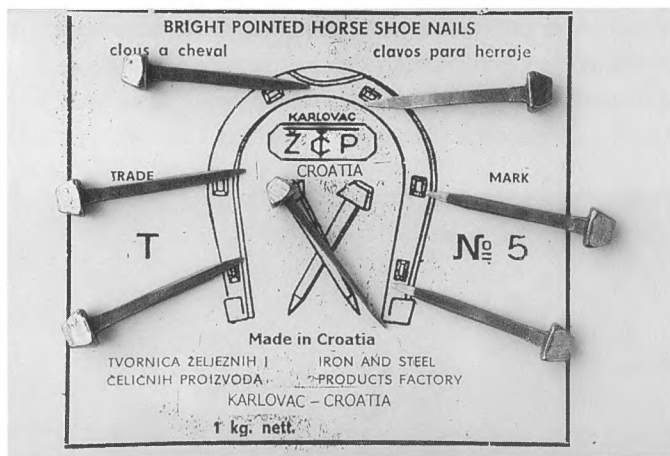 BRIGHT POINTED HORSE SHOE NAILS
clous a cheval clavos para herraje
KARLOVAC
Ž C P
CROATIA
TRADE MARK
T № 5
Made in Croatia
TVORNICA ŽELJEZNIH I IRON AND STEEL
ČELIČNIH PROIZVODA PRODUCTS FACTORY
KARLOVAC – CROATIA
1 kg. nett.